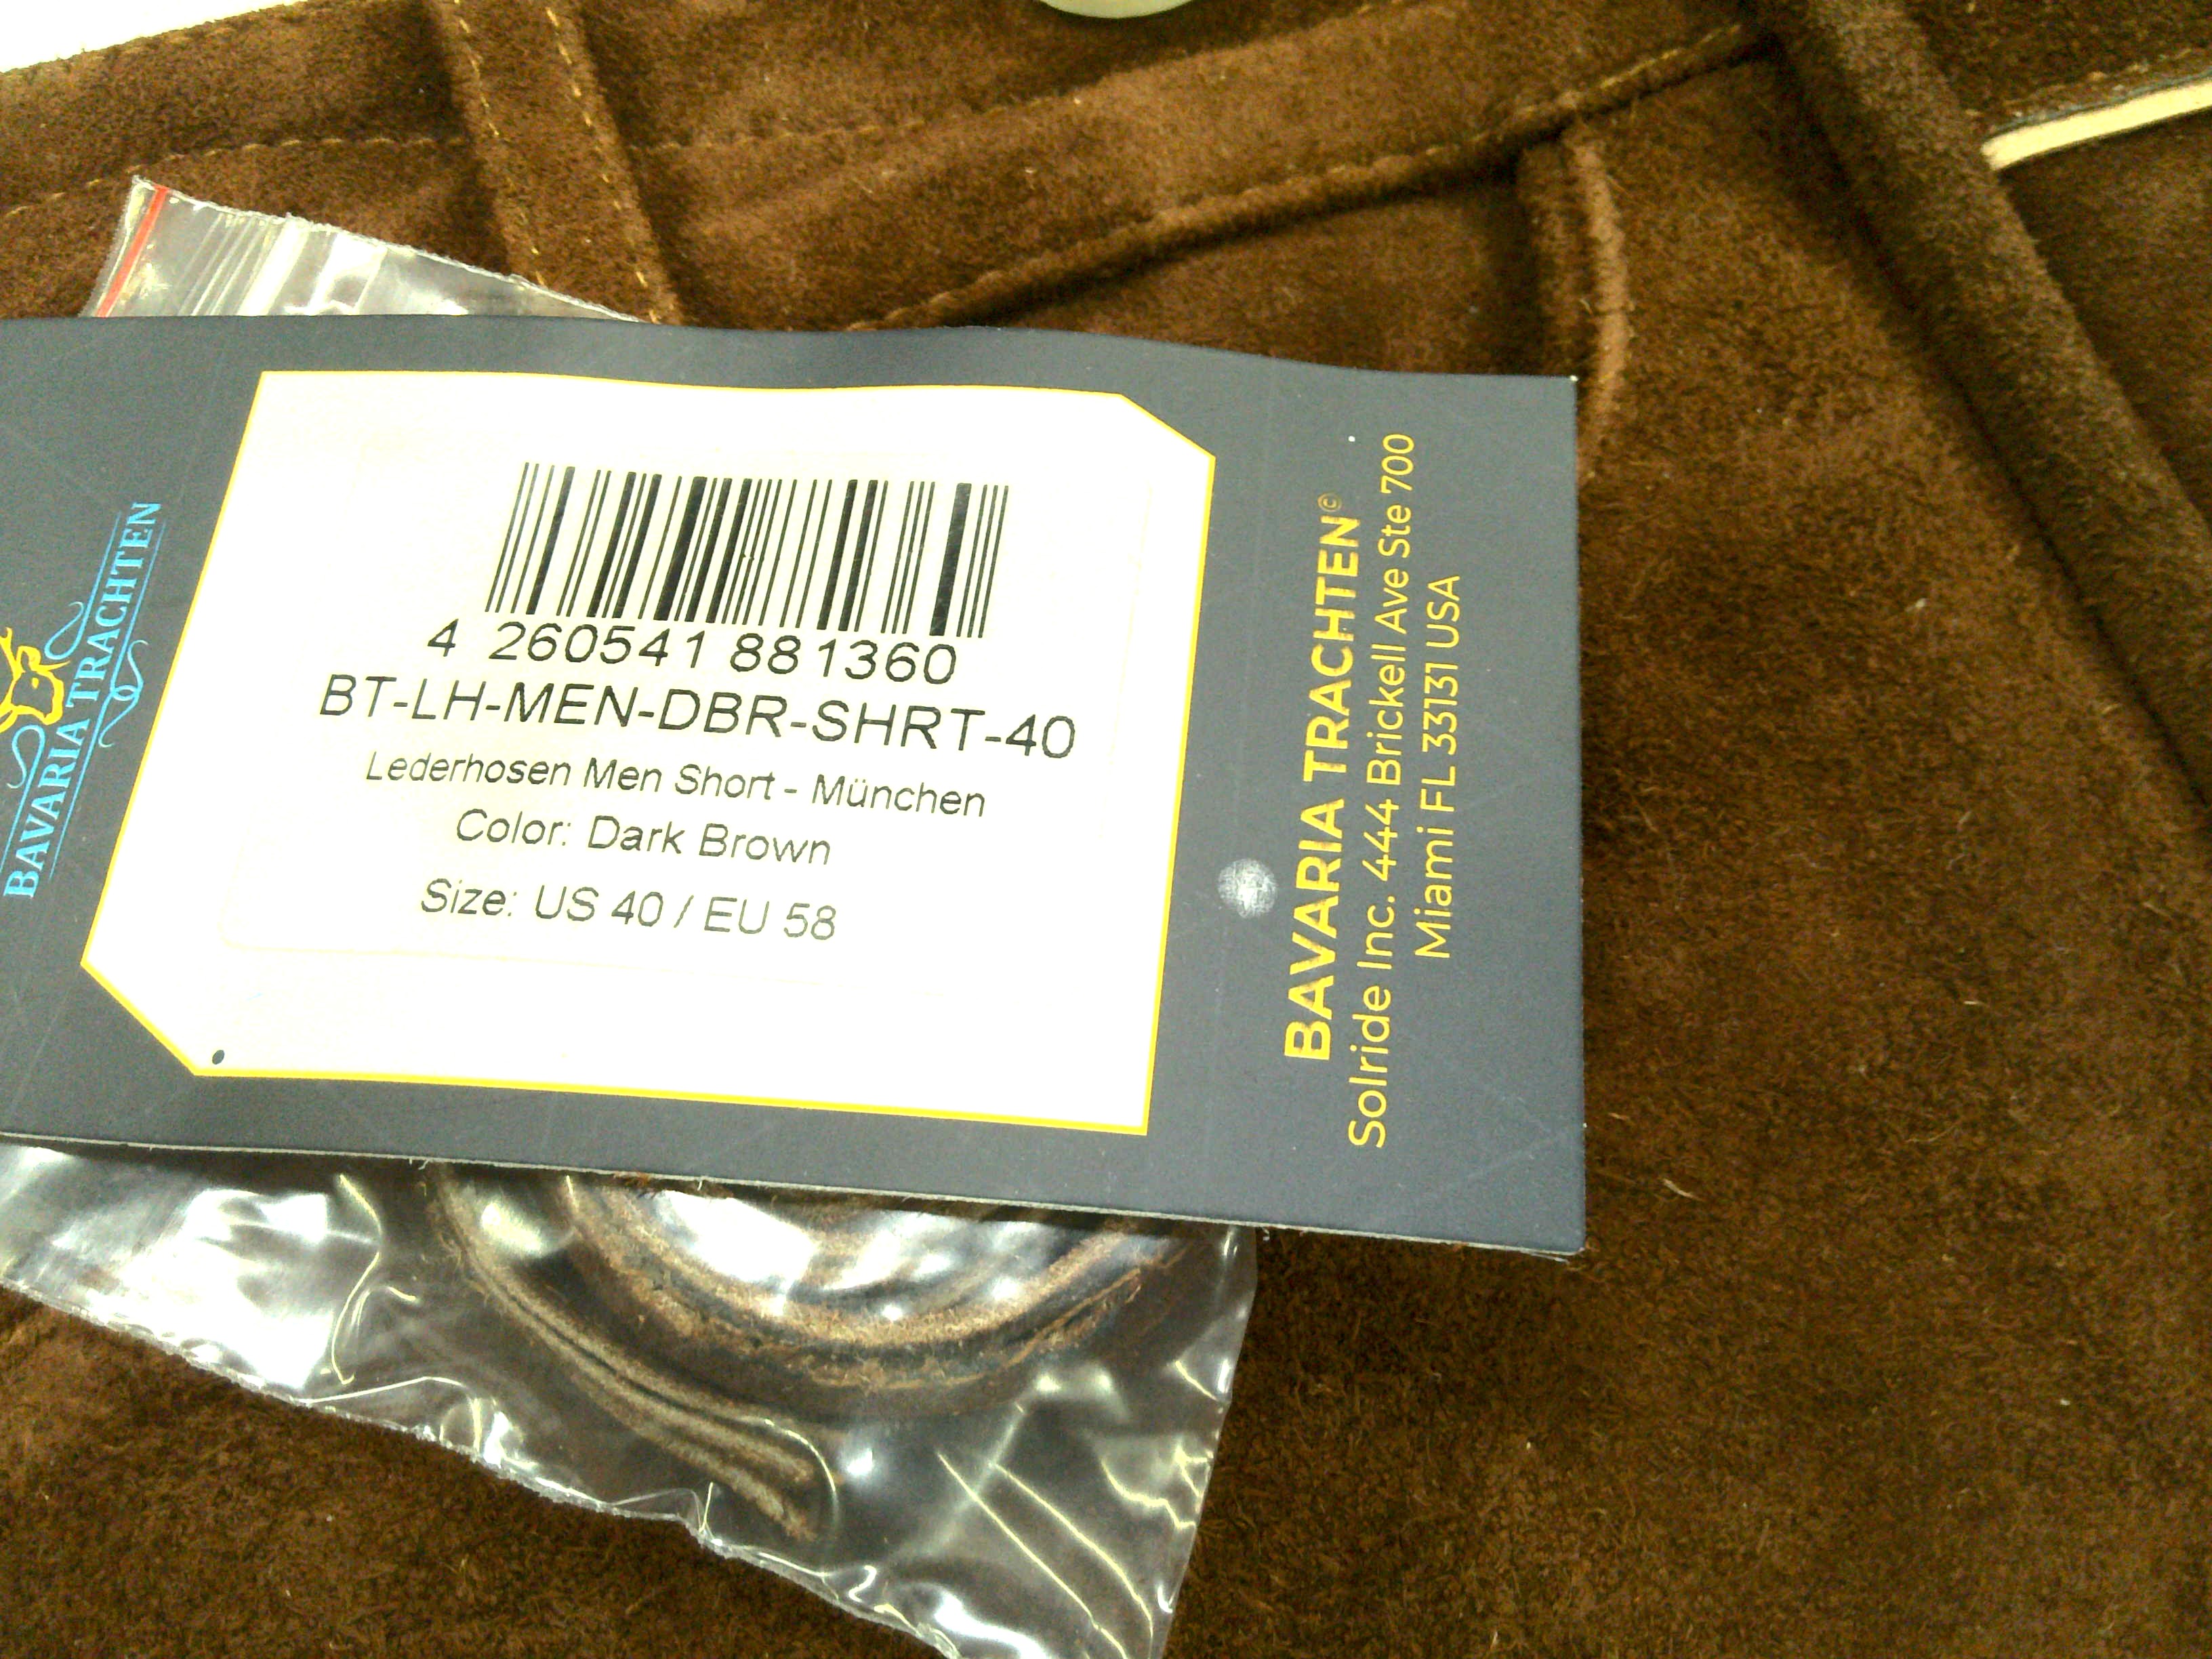 BAVARIA TRACHTEN
4 260541 881360
BT-LH-MEN-DBR-SHRT-40
Lederhosen Men Short - München
Color: Dark Brown
Size: US 40 / EU 58
BAVARIA TRACHTEN©
Solride Inc. 444 Brickell Ave Ste 700
Miami FL 33131 USA